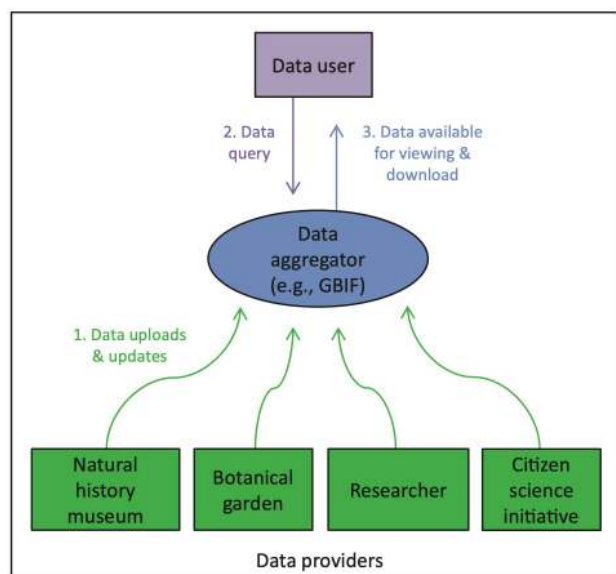 Data user
2. Data
query
3. Data available
for viewing &
download
Data
aggregator
(e.g., GBIF)
1. Data uploads
& updates
Natural
history
museum
Botanical
garden
Researcher
Citizen
science
initiative
Data providers